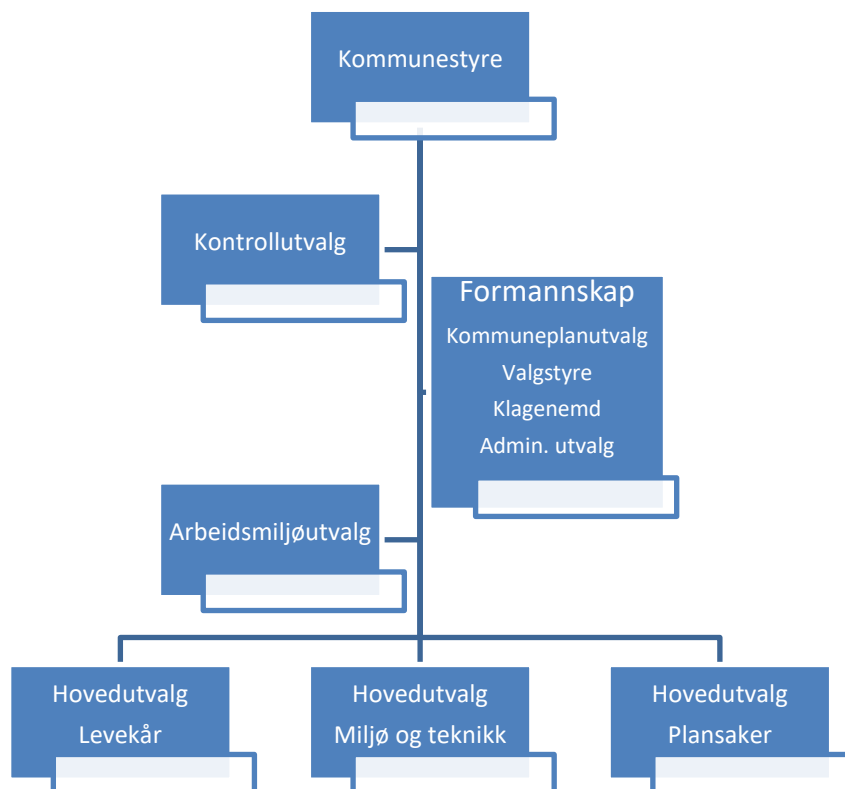 Kommunestyre
Kontrollutvalg
Formannskap
Kommuneplanutvalg
Valgstyre
Klagenemd
Admin. utvalg
Arbeidsmiljøutvalg
Hovedutvalg
Levekår
Hovedutvalg
Miljø og teknikk
Hovedutvalg
Plansaker